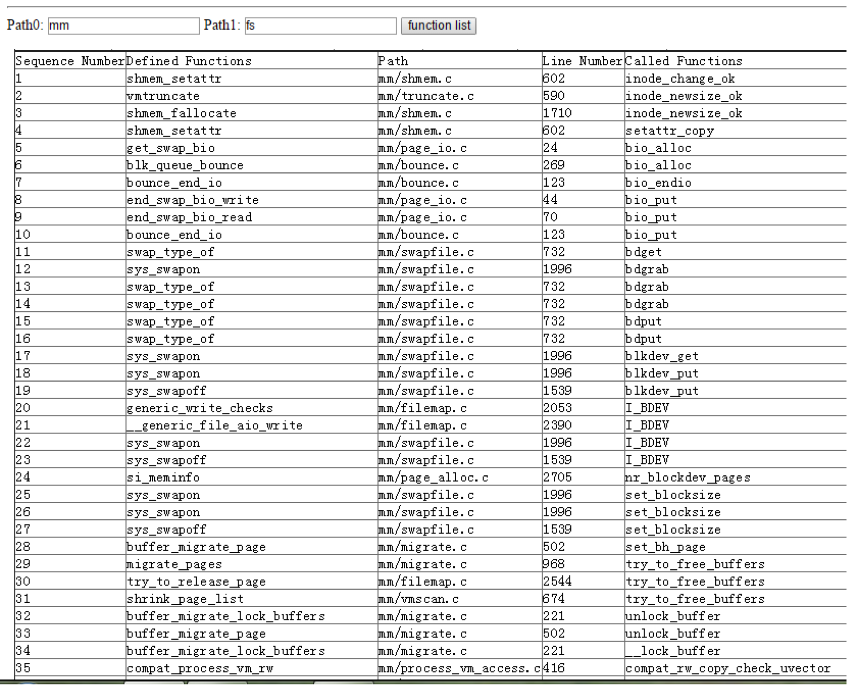 Path0: mm Path1: fs function list
Sequence Number Defined Functions Path Line Number Called Functions
1 shmem_setattr mm/shmem.c 602 inode_change_ok
2 vmtruncate mm/truncate.c 590 inode_newsize_ok
3 shmem_fallocate mm/shmem.c 1710 inode_newsize_ok
4 shmem_setattr mm/shmem.c 602 setattr_copy
5 get_swap_bio mm/page_io.c 24 bio_alloc
6 blk_queue_bounce mm/bounce.c 269 bio_alloc
7 bounce_end_io mm/bounce.c 123 bio_endio
8 end_swap_bio_write mm/page_io.c 44 bio_put
9 end_swap_bio_read mm/page_io.c 70 bio_put
10 bounce_end_io mm/bounce.c 123 bio_put
11 swap_type_of mm/swapfile.c 732 bdget
12 sys_swapon mm/swapfile.c 1996 bdgrab
13 swap_type_of mm/swapfile.c 732 bdgrab
14 swap_type_of mm/swapfile.c 732 bdgrab
15 swap_type_of mm/swapfile.c 732 bdput
16 swap_type_of mm/swapfile.c 732 bdput
17 sys_swapon mm/swapfile.c 1996 blkdev_get
18 sys_swapon mm/swapfile.c 1996 blkdev_put
19 sys_swapoff mm/swapfile.c 1539 blkdev_put
20 generic_write_checks mm/filemap.c 2053 I_BDEV
21 __generic_file_aio_write mm/filemap.c 2390 I_BDEV
22 sys_swapon mm/swapfile.c 1996 I_BDEV
23 sys_swapoff mm/swapfile.c 1539 I_BDEV
24 si_meminfo mm/page_alloc.c 2705 nr_blockdev_pages
25 sys_swapon mm/swapfile.c 1996 set_blocksize
26 sys_swapon mm/swapfile.c 1996 set_blocksize
27 sys_swapoff mm/swapfile.c 1539 set_blocksize
28 buffer_migrate_page mm/migrate.c 502 set_bh_page
29 migrate_pages mm/migrate.c 968 try_to_free_buffers
30 try_to_release_page mm/filemap.c 2544 try_to_free_buffers
31 shrink_page_list mm/vmscan.c 674 try_to_free_buffers
32 buffer_migrate_lock_buffers mm/migrate.c 221 unlock_buffer
33 buffer_migrate_page mm/migrate.c 502 unlock_buffer
34 buffer_migrate_lock_buffers mm/migrate.c 221 __lock_buffer
35 compat_process_vm_rw mm/process_vm_access.c 416 compat_rw_copy_check_uvector